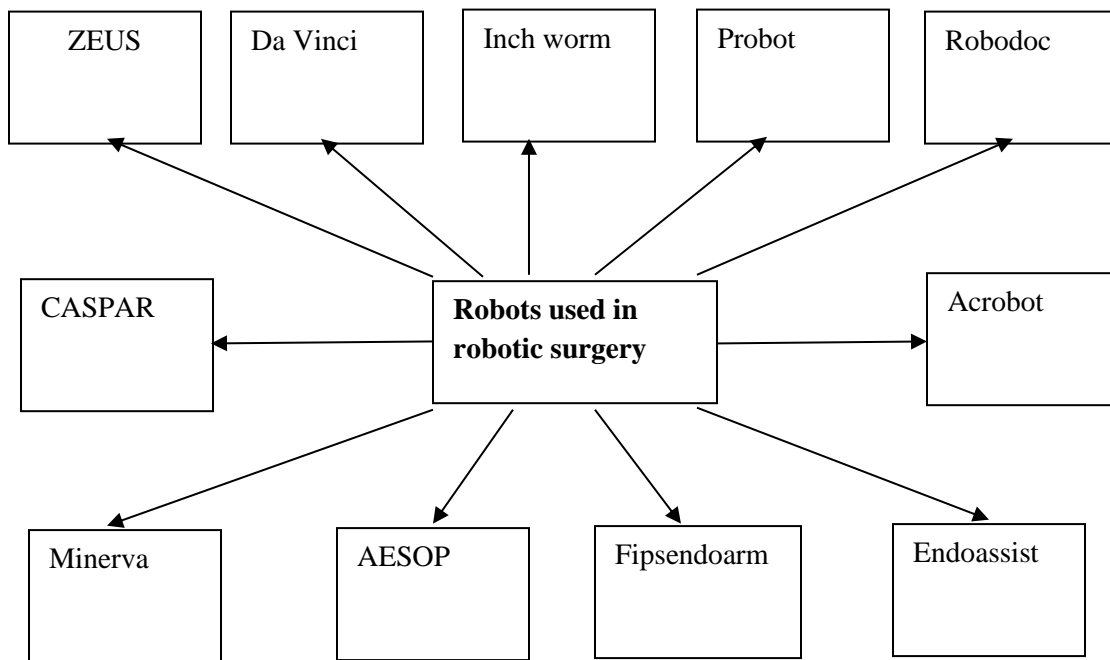 ZEUS
Da Vinci
Inch worm
Probot
Robodoc
CASPAR
Robots used in
robotic surgery
Acrobot
Minerva
AESOP
Fipsendoarm
Endoassist